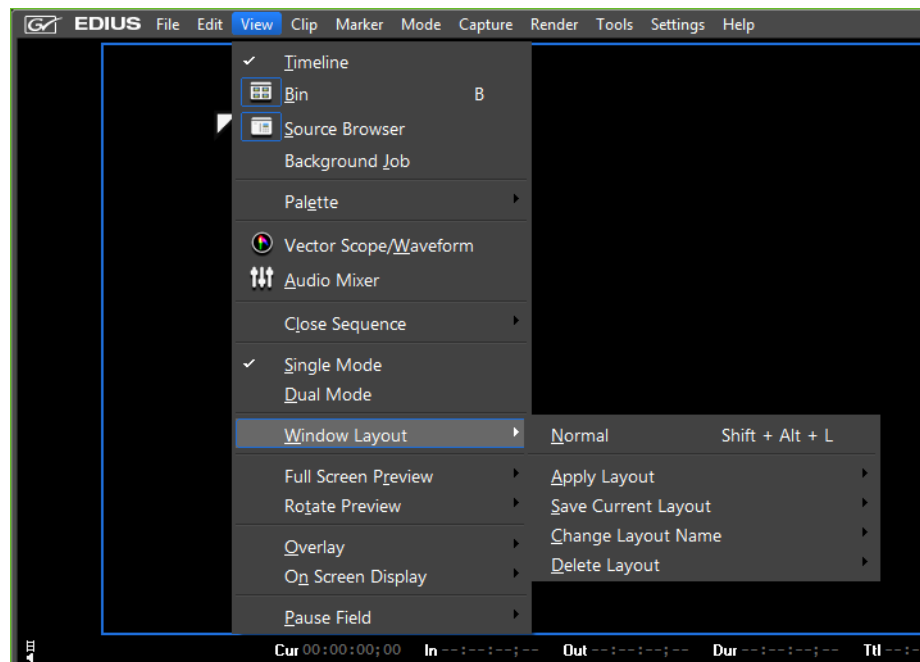 GV EDIUS File Edit View Clip Marker Mode Capture Render Tools Settings Help
Timeline
Bin B
Source Browser
Background Job
Palette
Vector Scope/Waveform
Audio Mixer
Close Sequence
Single Mode
Dual Mode
Window Layout
Normal Shift + Alt + L
Full Screen Preview
Apply Layout
Rotate Preview
Save Current Layout
Change Layout Name
Overlay
Delete Layout
On Screen Display
Pause Field
Cur 00:00:00;00 In --:--:--;-- Out --:--:--;-- Dur --:--:--;-- Ttl --:-